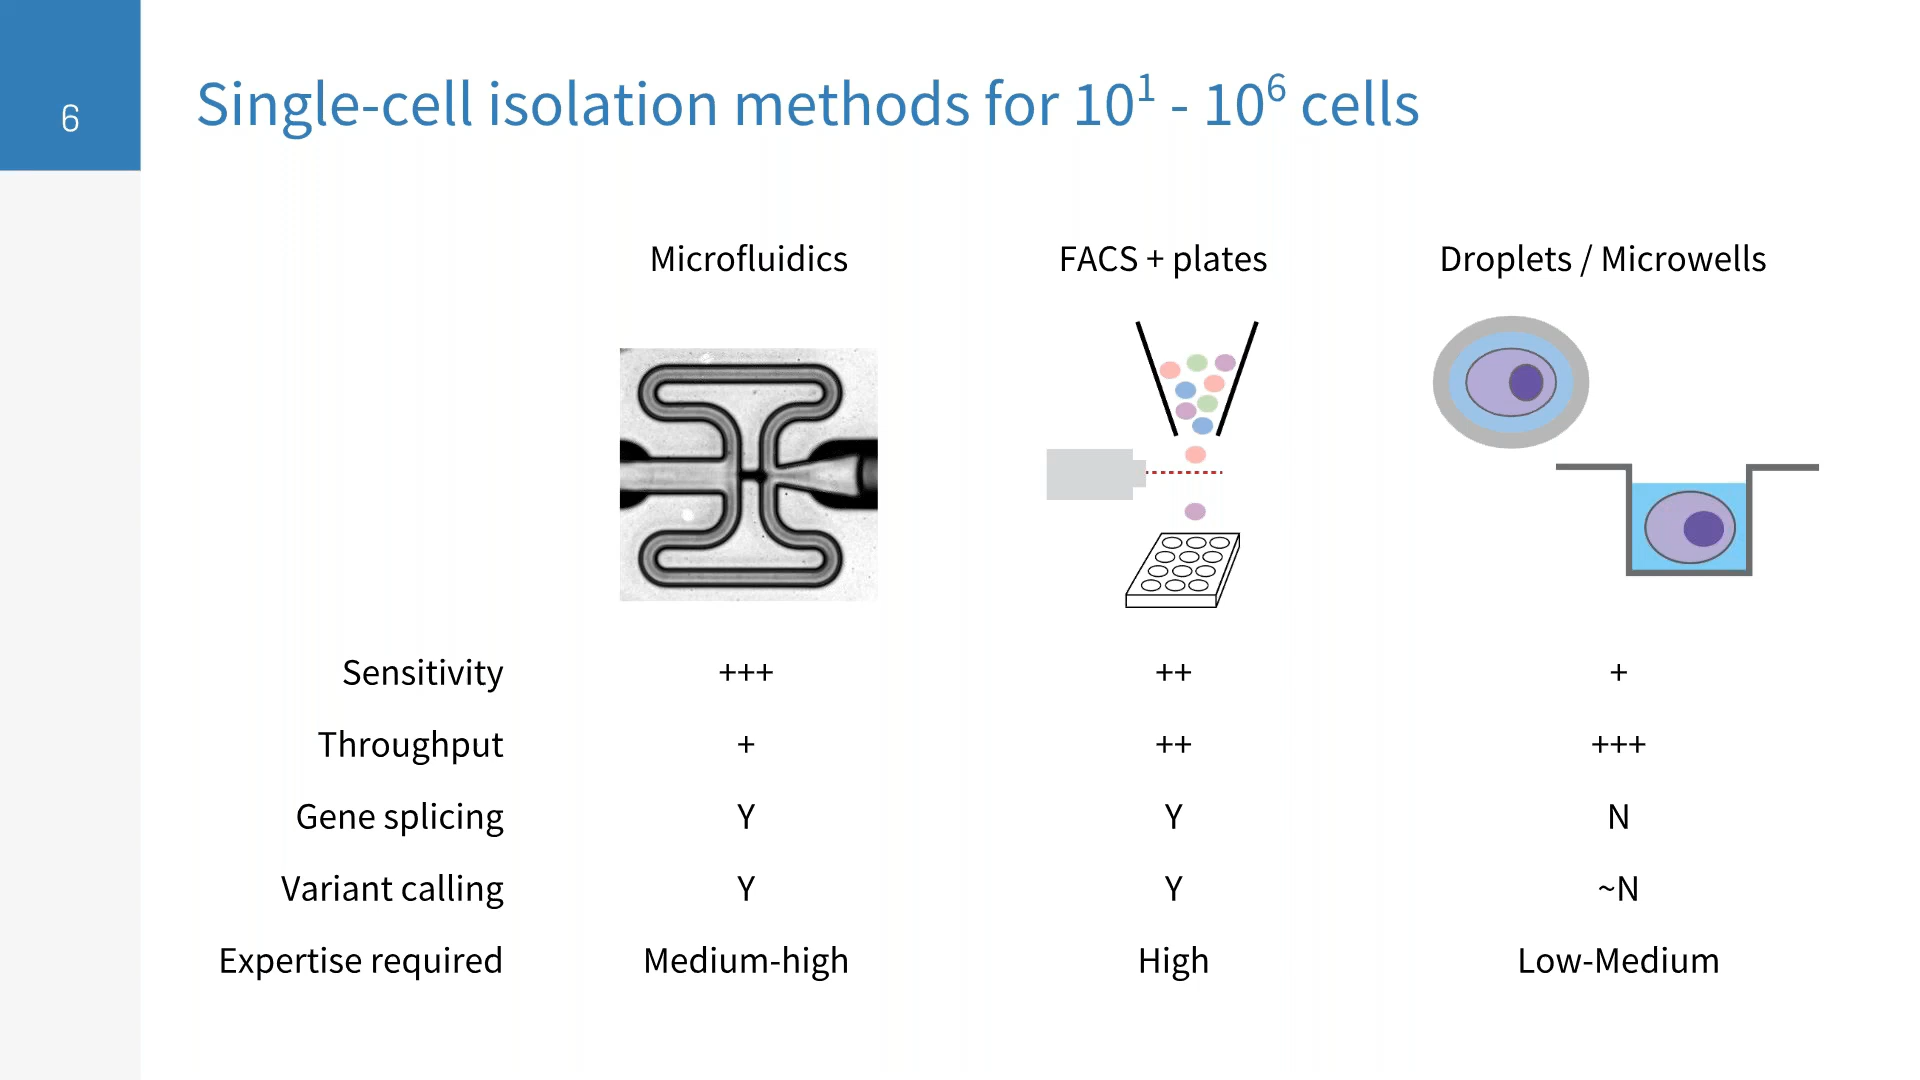 6
Single-cell isolation methods for 10¹ - 10⁶ cells
Microfluidics FACS + plates Droplets / Microwells
Sensitivity +++ ++ +
Throughput + ++ +++
Gene splicing Y Y N
Variant calling Y Y ~N
Expertise required Medium-high High Low-Medium